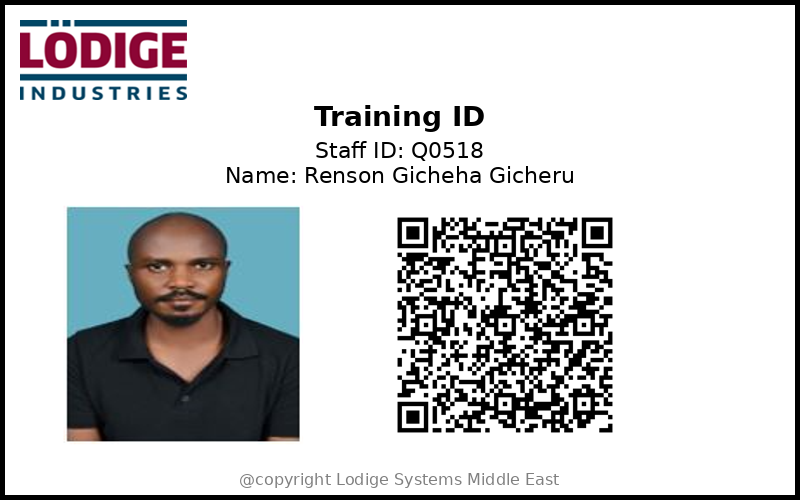 LÖDIGE
INDUSTRIES
Training ID
Staff ID: Q0518
Name: Renson Gicheha Gicheru
@copyright Lodige Systems Middle East